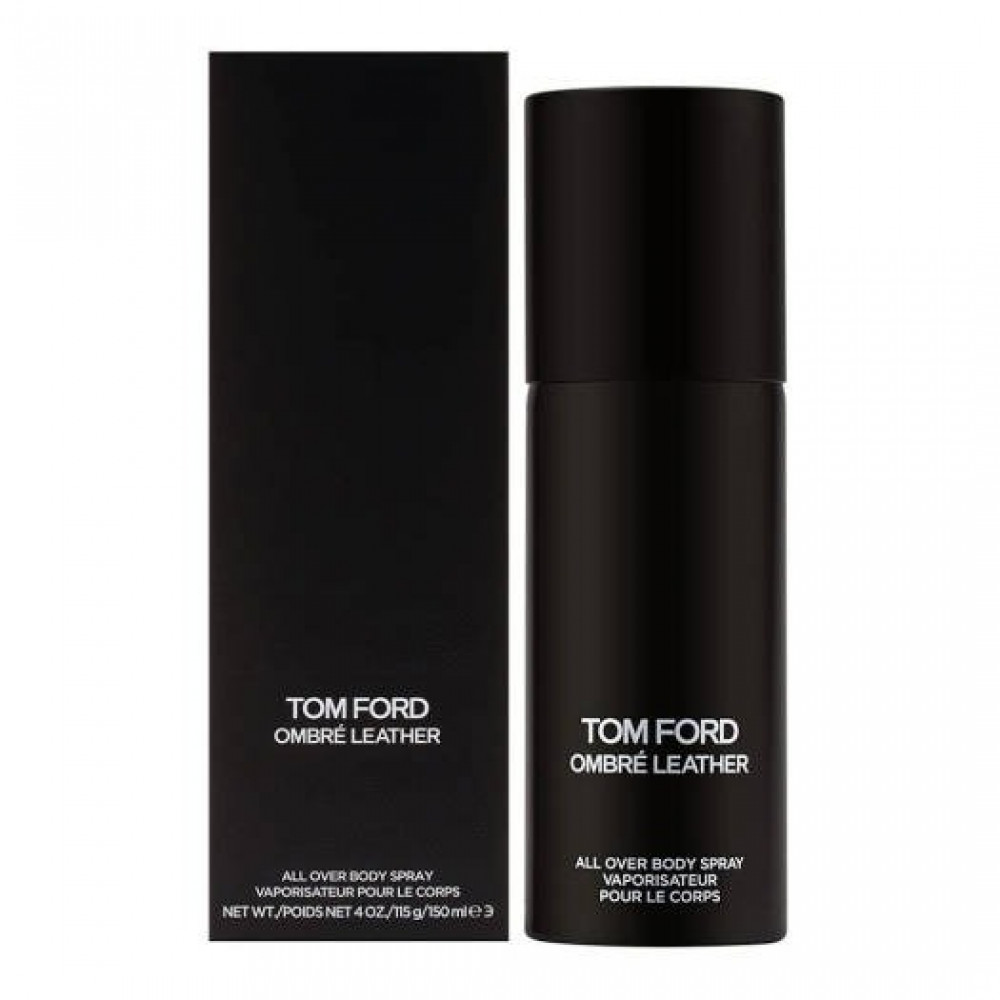 TOM FORD
OMBRÉ LEATHER
ALL OVER BODY SPRAY
VAPORISATEUR POUR LE CORPS
NET WT./POIDS NET 4 OZ./115 g/150 ml ℮ Э
TOM FORD
OMBRÉ LEATHER
ALL OVER BODY SPRAY
VAPORISATEUR
POUR LE CORPS